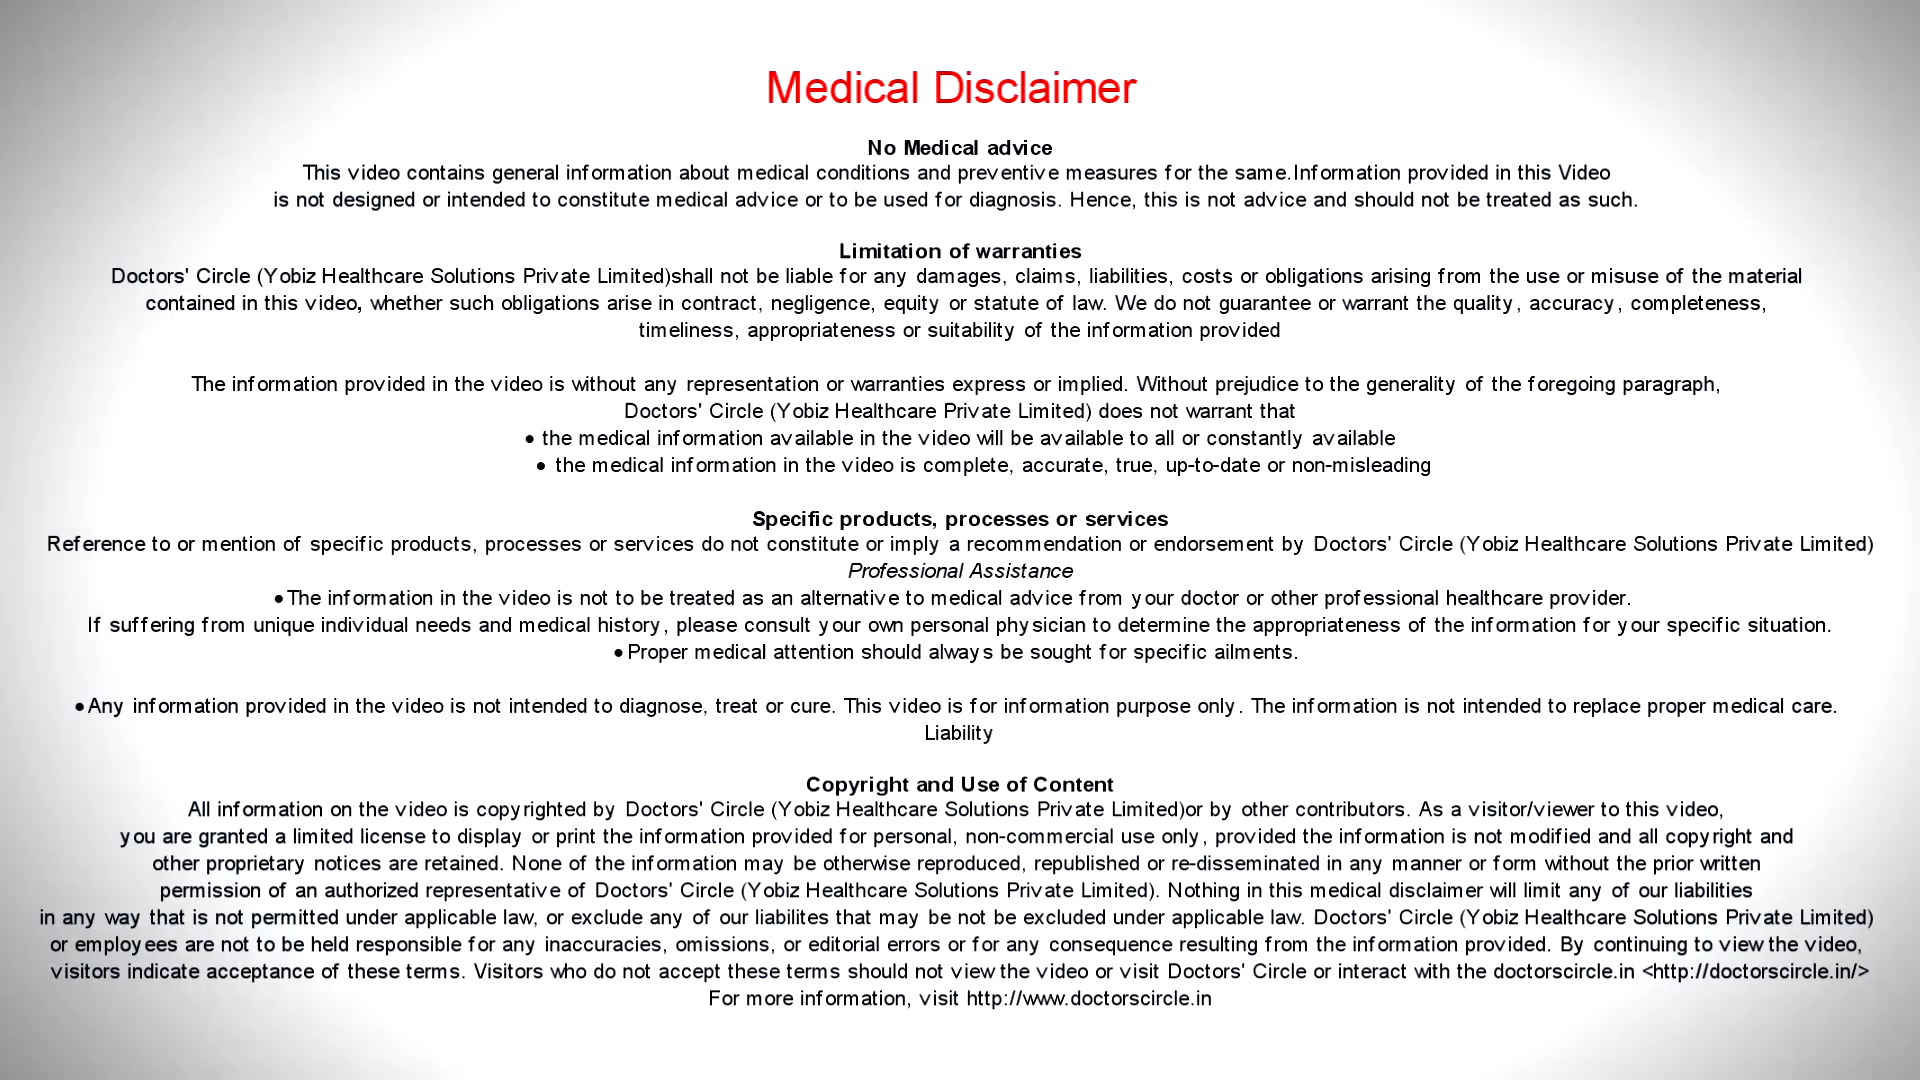 Medical Disclaimer
No Medical advice
This video contains general information about medical conditions and preventive measures for the same.Information provided in this Video
is not designed or intended to constitute medical advice or to be used for diagnosis. Hence, this is not advice and should not be treated as such.
Limitation of warranties
Doctors' Circle (Yobiz Healthcare Solutions Private Limited)shall not be liable for any damages, claims, liabilities, costs or obligations arising from the use or misuse of the material
contained in this video, whether such obligations arise in contract, negligence, equity or statute of law. We do not guarantee or warrant the quality, accuracy, completeness,
timeliness, appropriateness or suitability of the information provided
The information provided in the video is without any representation or warranties express or implied. Without prejudice to the generality of the foregoing paragraph,
Doctors' Circle (Yobiz Healthcare Private Limited) does not warrant that
• the medical information available in the video will be available to all or constantly available
• the medical information in the video is complete, accurate, true, up-to-date or non-misleading
Specific products, processes or services
Reference to or mention of specific products, processes or services do not constitute or imply a recommendation or endorsement by Doctors' Circle (Yobiz Healthcare Solutions Private Limited)
Professional Assistance
•The information in the video is not to be treated as an alternative to medical advice from your doctor or other professional healthcare provider.
If suffering from unique individual needs and medical history, please consult your own personal physician to determine the appropriateness of the information for your specific situation.
•Proper medical attention should always be sought for specific ailments.
•Any information provided in the video is not intended to diagnose, treat or cure. This video is for information purpose only. The information is not intended to replace proper medical care.
Liability
Copyright and Use of Content
All information on the video is copyrighted by Doctors' Circle (Yobiz Healthcare Solutions Private Limited)or by other contributors. As a visitor/viewer to this video,
you are granted a limited license to display or print the information provided for personal, non-commercial use only, provided the information is not modified and all copyright and
other proprietary notices are retained. None of the information may be otherwise reproduced, republished or re-disseminated in any manner or form without the prior written
permission of an authorized representative of Doctors' Circle (Yobiz Healthcare Solutions Private Limited). Nothing in this medical disclaimer will limit any of our liabilities
in any way that is not permitted under applicable law, or exclude any of our liabilites that may be not be excluded under applicable law. Doctors' Circle (Yobiz Healthcare Solutions Private Limited)
or employees are not to be held responsible for any inaccuracies, omissions, or editorial errors or for any consequence resulting from the information provided. By continuing to view the video,
visitors indicate acceptance of these terms. Visitors who do not accept these terms should not view the video or visit Doctors' Circle or interact with the doctorscircle.in <http://doctorscircle.in/>
For more information, visit http://www.doctorscircle.in